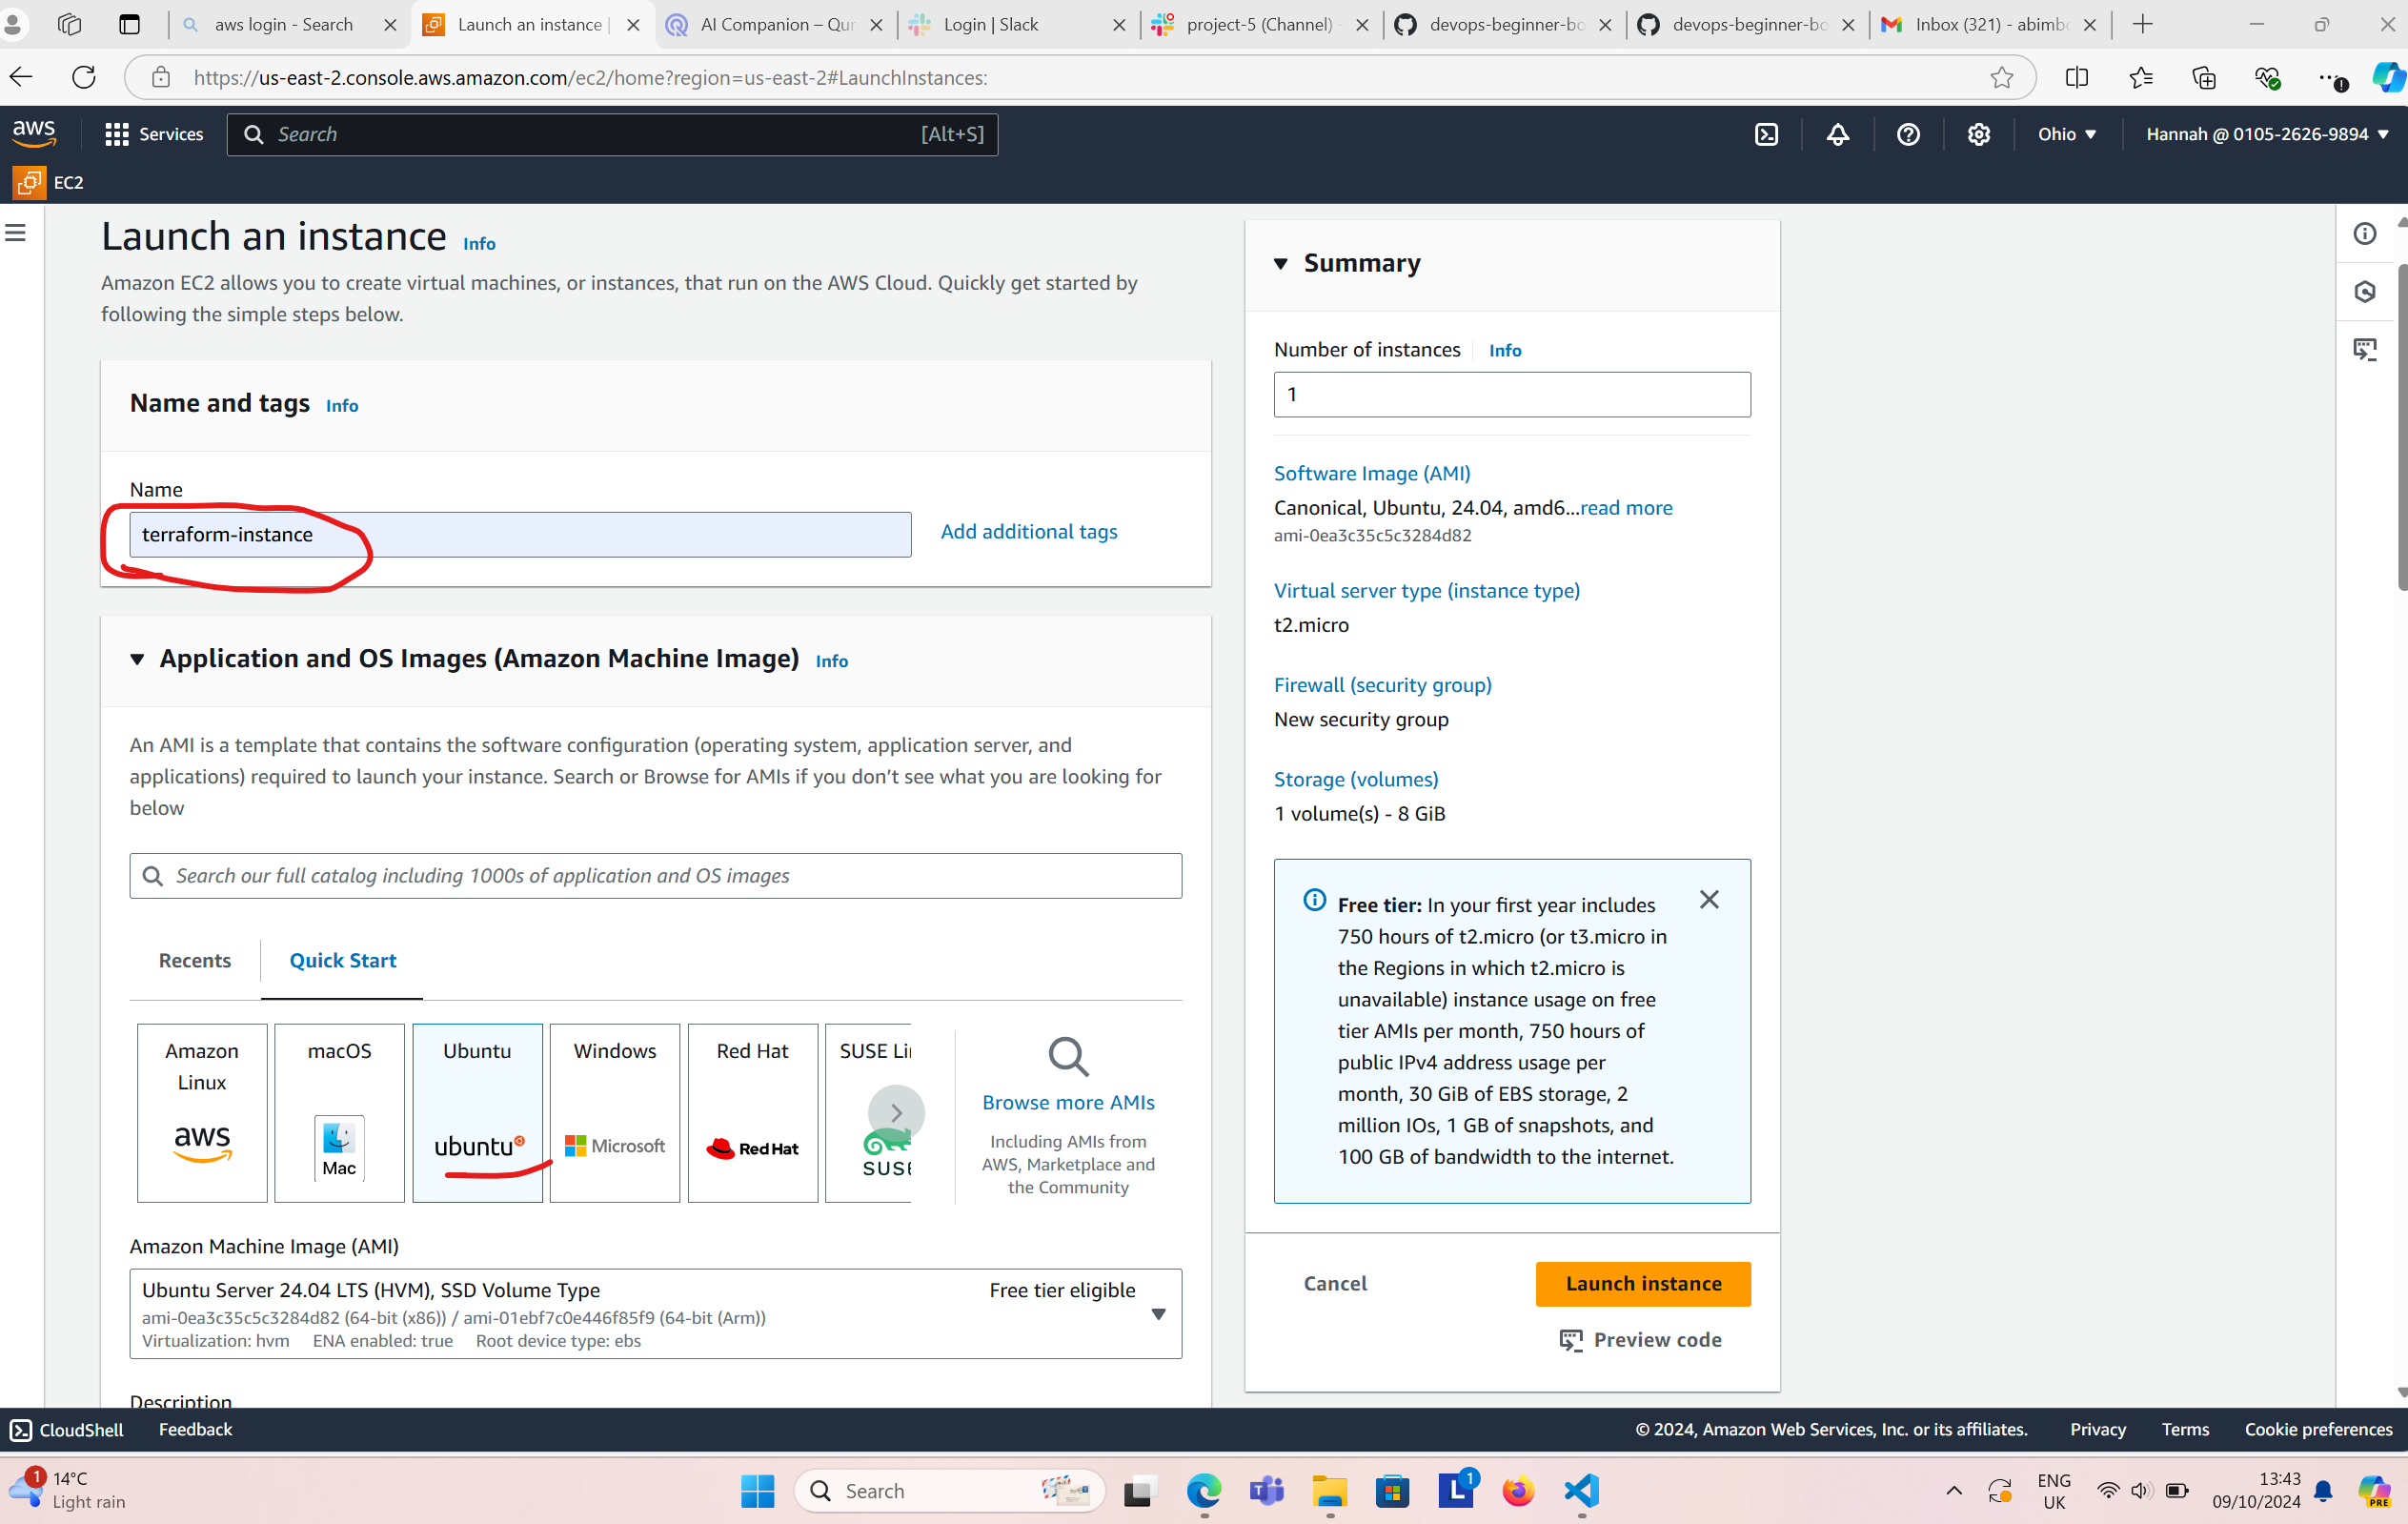 aws login - Search
Launch an instance |
AI Companion – Qur
Login | Slack
project-5 (Channel) -
devops-beginner-bo
devops-beginner-bo
Inbox (321) - abimbo
https://us-east-2.console.aws.amazon.com/ec2/home?region=us-east-2#LaunchInstances:
aws
Services
Search
[Alt+S]
Ohio ▼
Hannah @ 0105-2626-9894 ▼
EC2
Launch an instance Info
Amazon EC2 allows you to create virtual machines, or instances, that run on the AWS Cloud. Quickly get started by
following the simple steps below.
Name and tags Info
Name
terraform-instance
Add additional tags
Application and OS Images (Amazon Machine Image) Info
An AMI is a template that contains the software configuration (operating system, application server, and
applications) required to launch your instance. Search or Browse for AMIs if you don’t see what you are looking for
below
Search our full catalog including 1000s of application and OS images
Recents
Quick Start
Amazon
Linux
aws
macOS
Mac
Ubuntu
ubuntu
Windows
Microsoft
Red Hat
RedHat
SUSE Li
SUSE
Browse more AMIs
Including AMIs from
AWS, Marketplace and
the Community
Amazon Machine Image (AMI)
Ubuntu Server 24.04 LTS (HVM), SSD Volume Type
Free tier eligible
ami-0ea3c35c5c3284d82 (64-bit (x86)) / ami-01ebf7c0e446f85f9 (64-bit (Arm))
Virtualization: hvm ENA enabled: true Root device type: ebs
Description
Summary
Number of instances Info
1
Software Image (AMI)
Canonical, Ubuntu, 24.04, amd6...read more
ami-0ea3c35c5c3284d82
Virtual server type (instance type)
t2.micro
Firewall (security group)
New security group
Storage (volumes)
1 volume(s) - 8 GiB
Free tier: In your first year includes
750 hours of t2.micro (or t3.micro in
the Regions in which t2.micro is
unavailable) instance usage on free
tier AMIs per month, 750 hours of
public IPv4 address usage per
month, 30 GiB of EBS storage, 2
million IOs, 1 GB of snapshots, and
100 GB of bandwidth to the internet.
Cancel
Launch instance
Preview code
CloudShell
Feedback
© 2024, Amazon Web Services, Inc. or its affiliates.
Privacy
Terms
Cookie preferences
1
14°C
Light rain
Search
L
1
ENG
UK
13:43
09/10/2024
PRE